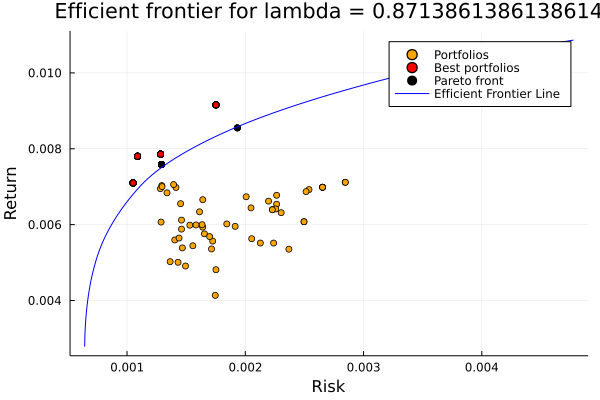 Efficient frontier for lambda = 0.8713861386138614
Portfolios
Best portfolios
Pareto front
Efficient Frontier Line
Return
0.010
0.008
0.006
0.004
0.001 0.002 0.003 0.004
Risk